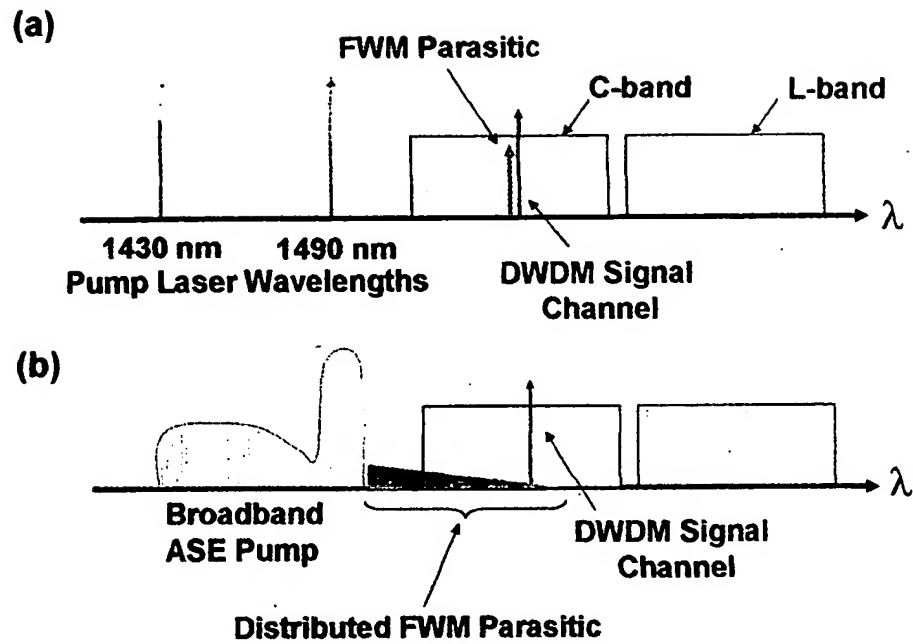 (a)
FWM Parasitic
C-band
L-band
λ
1430 nm
1490 nm
Pump Laser Wavelengths
DWDM Signal
Channel
(b)
λ
Broadband
ASE Pump
DWDM Signal
Channel
Distributed FWM Parasitic